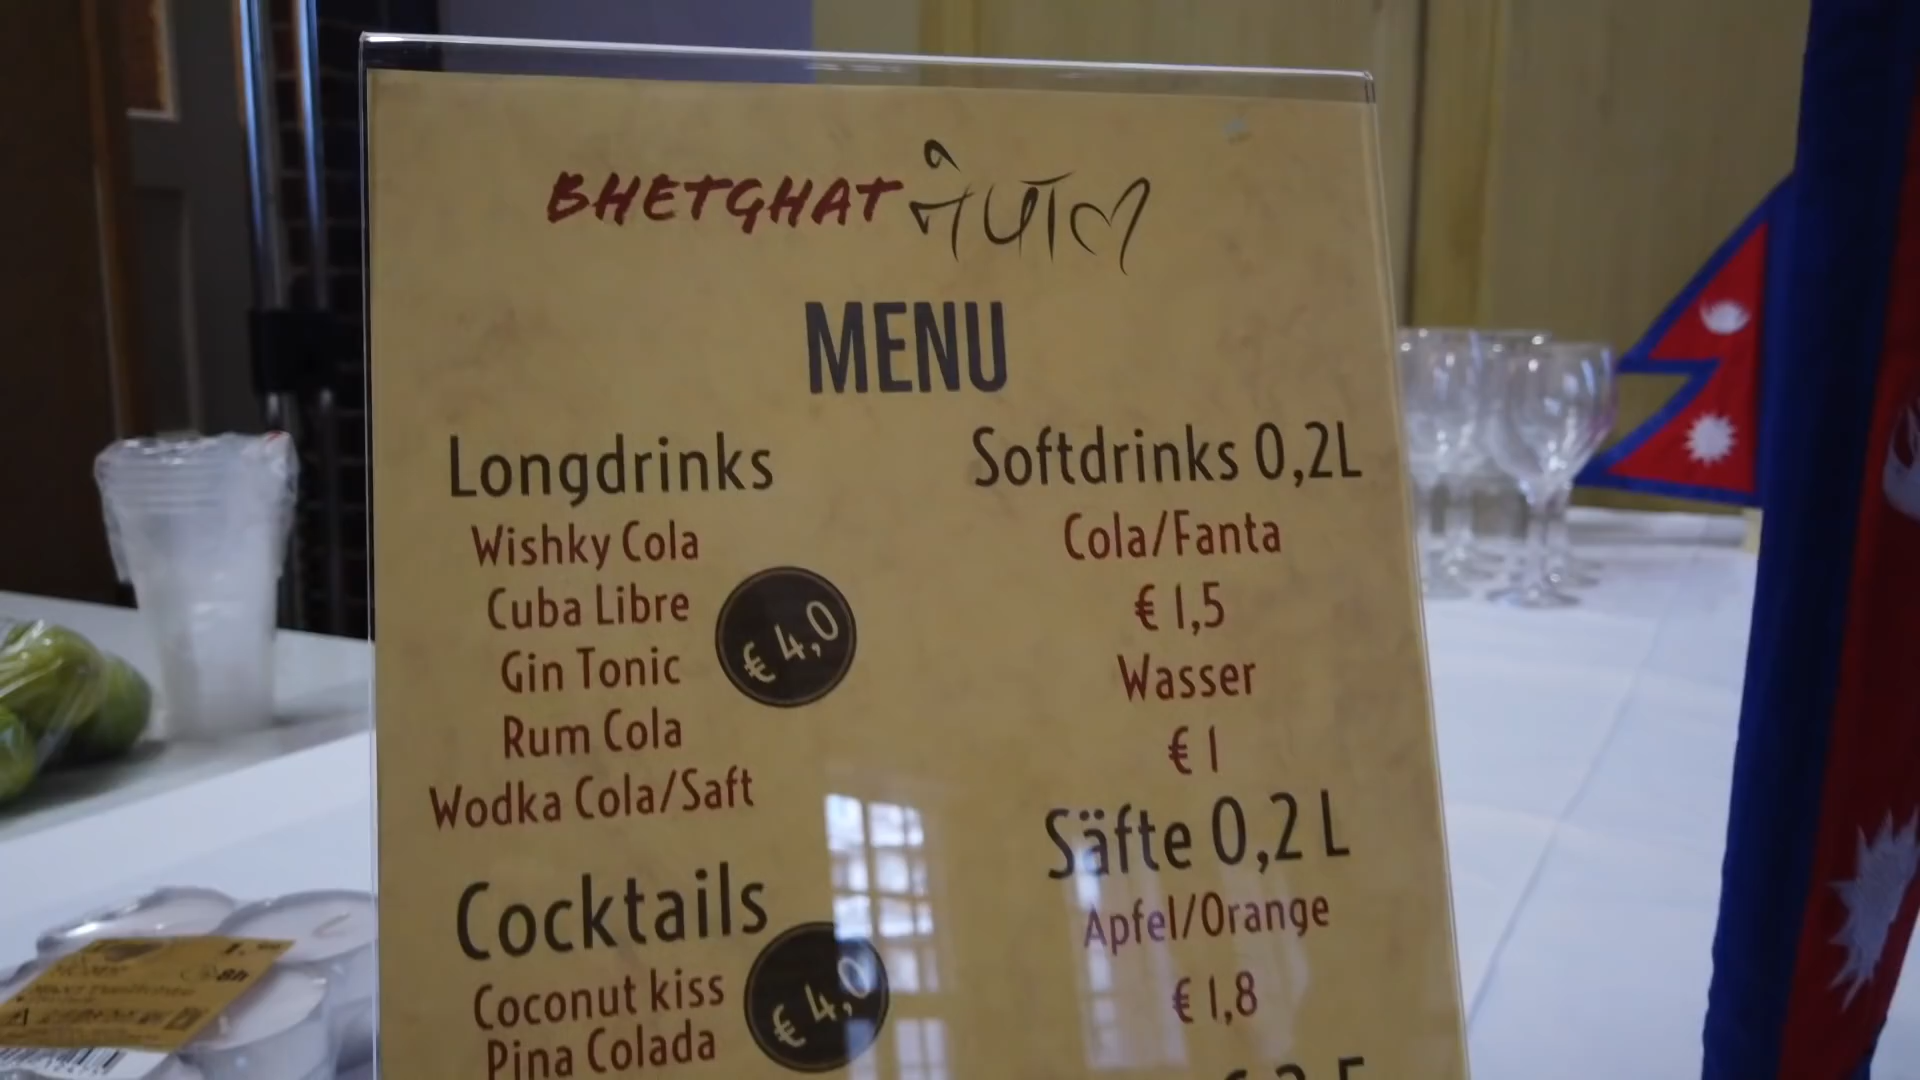 BHETGHAT नेपाल
MENU
Longdrinks
Wishky Cola
Cuba Libre
Gin Tonic
Rum Cola
Wodka Cola/Saft
€ 4,0
Cocktails
Coconut kiss
Pina Colada
€ 4,0
Softdrinks 0,2L
Cola/Fanta
€ 1,5
Wasser
€ 1
Säfte 0,2 L
Apfel/Orange
€ 1,8
8h